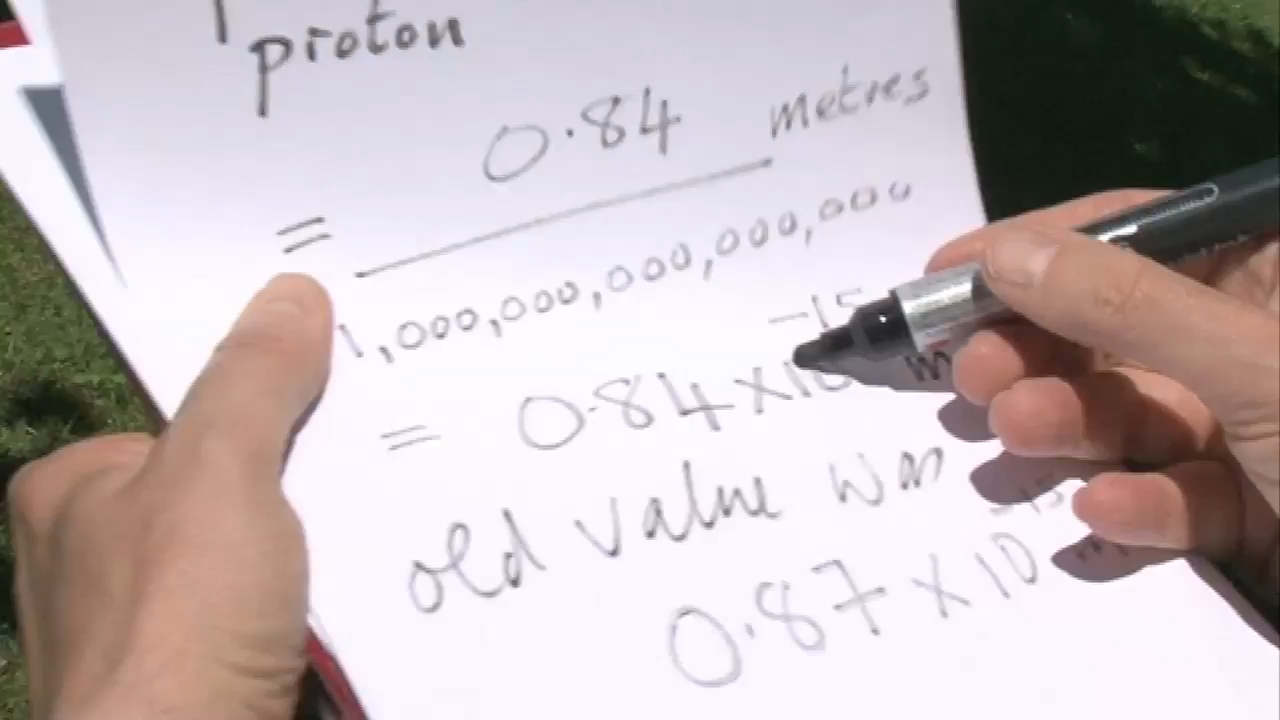 proton
0.84 metres
=
1,000,000,000,000,000
-15
= 0.84 x 10 m
old value was
-15
0.87 x 10 m